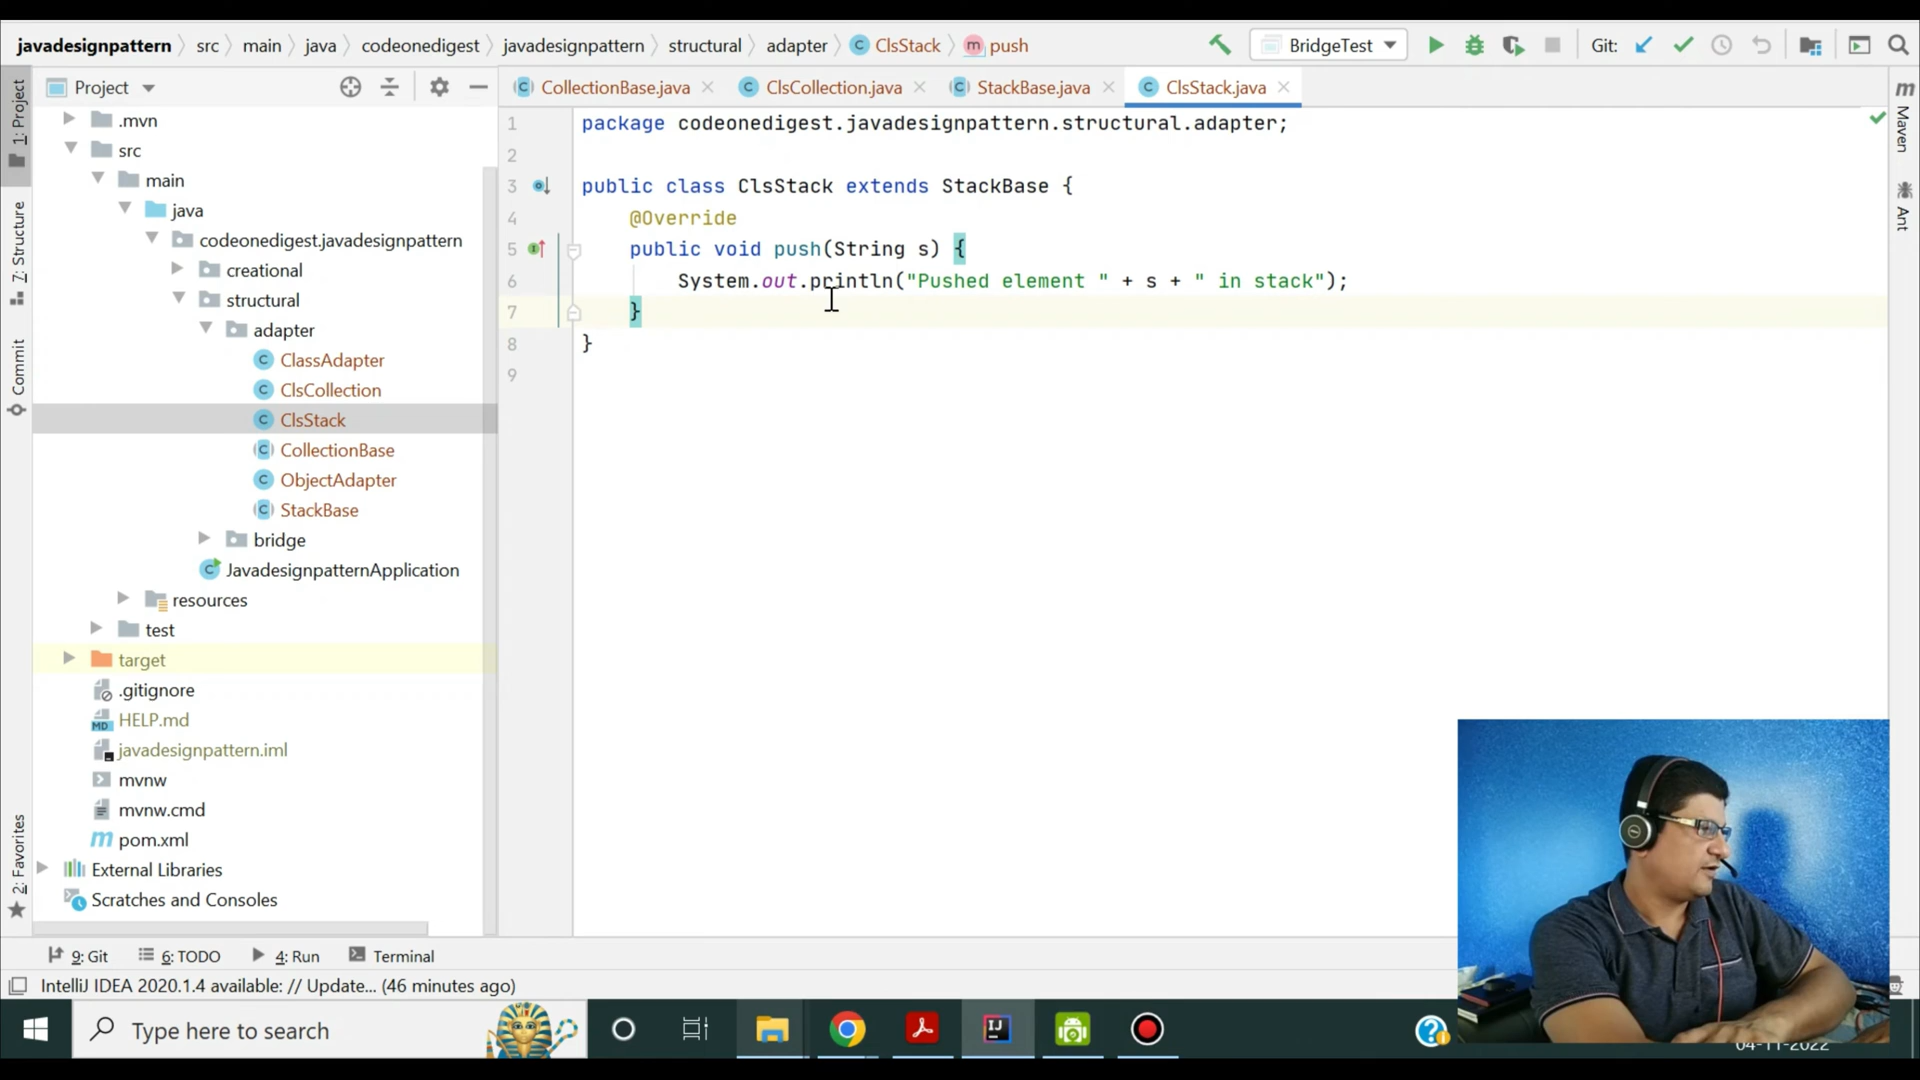 javadesignpattern src main java codeonedigest javadesignpattern structural adapter ClsStack push
BridgeTest
Git:
1: Project
7: Structure
Commit
2: Favorites
Project
.mvn
src
main
java
codeonedigest.javadesignpattern
creational
structural
adapter
ClassAdapter
ClsCollection
ClsStack
CollectionBase
ObjectAdapter
StackBase
bridge
JavadesignpatternApplication
resources
test
target
.gitignore
HELP.md
javadesignpattern.iml
mvnw
mvnw.cmd
pom.xml
External Libraries
Scratches and Consoles
CollectionBase.java ClsCollection.java StackBase.java ClsStack.java
1 package codeonedigest.javadesignpattern.structural.adapter;
2
3 public class ClsStack extends StackBase {
4 @Override
5 public void push(String s) {
6 System.out.println("Pushed element " + s + " in stack");
7 }
8 }
9
Maven
Ant
9: Git 6: TODO 4: Run Terminal
IntelliJ IDEA 2020.1.4 available: // Update... (46 minutes ago)
Type here to search
04-11-2022